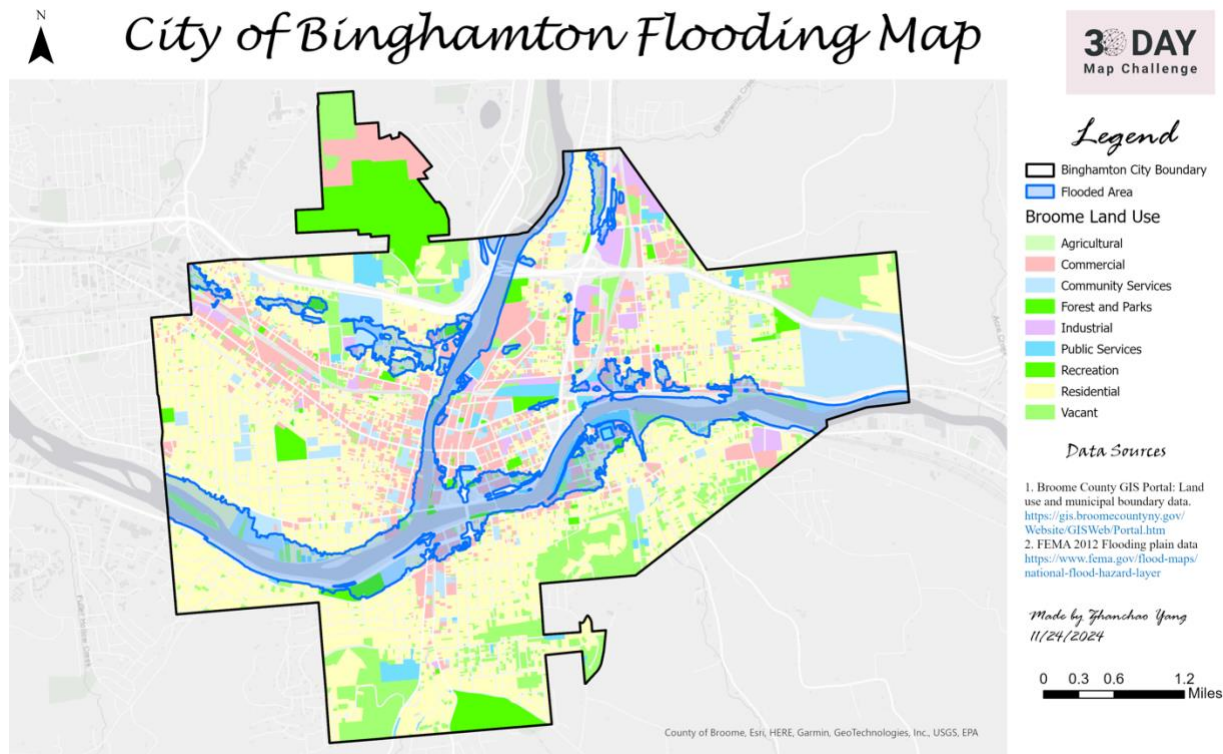 N
City of Binghamton Flooding Map
30 DAY
Map Challenge
Legend
Binghamton City Boundary
Flooded Area
Broome Land Use
Agricultural
Commercial
Community Services
Forest and Parks
Industrial
Public Services
Recreation
Residential
Vacant
Data Sources
1. Broome County GIS Portal: Land
use and municipal boundary data.
https://gis.broomecountyny.gov/
Website/GISWeb/Portal.htm
2. FEMA 2012 Flooding plain data
https://www.fema.gov/flood-maps/
national-flood-hazard-layer
Made by Zhanchao Yang
11/24/2024
0 0.3 0.6 1.2
Miles
County of Broome, Esri, HERE, Garmin, GeoTechnologies, Inc., USGS, EPA